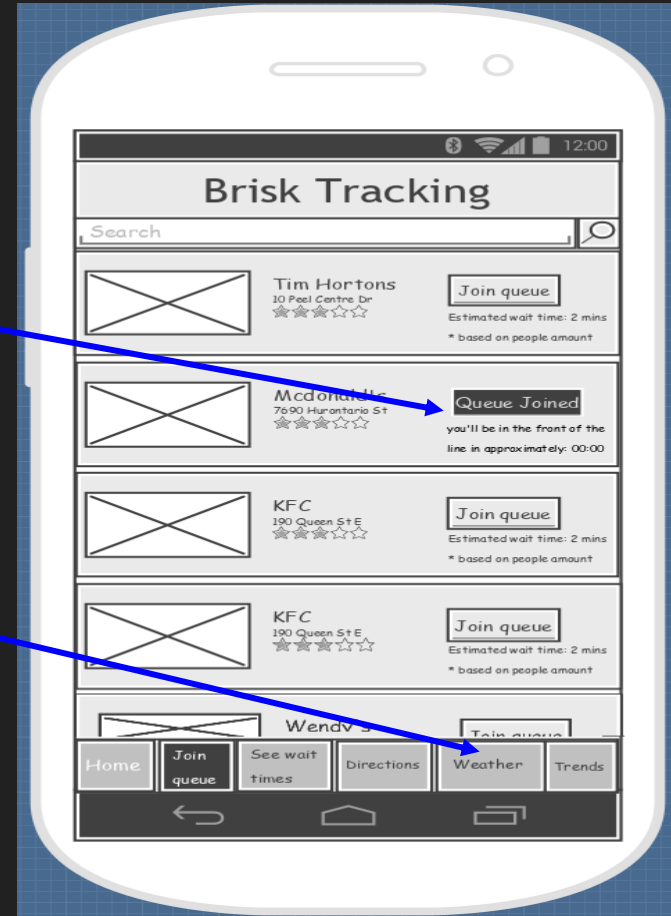 12:00
Brisk Tracking
Search
Tim Hortons
10 Peel Centre Dr
Join queue
Estimated wait time: 2 mins
* based on people amount
Mcdonald's
7690 Hurontario St
Queue Joined
you'll be in the front of the
line in approximately: 00:00
KFC
190 Queen St E
Join queue
Estimated wait time: 2 mins
* based on people amount
KFC
190 Queen St E
Join queue
Estimated wait time: 2 mins
* based on people amount
Wendy's
Join queue
Home
Join
queue
See wait
times
Directions
Weather
Trends